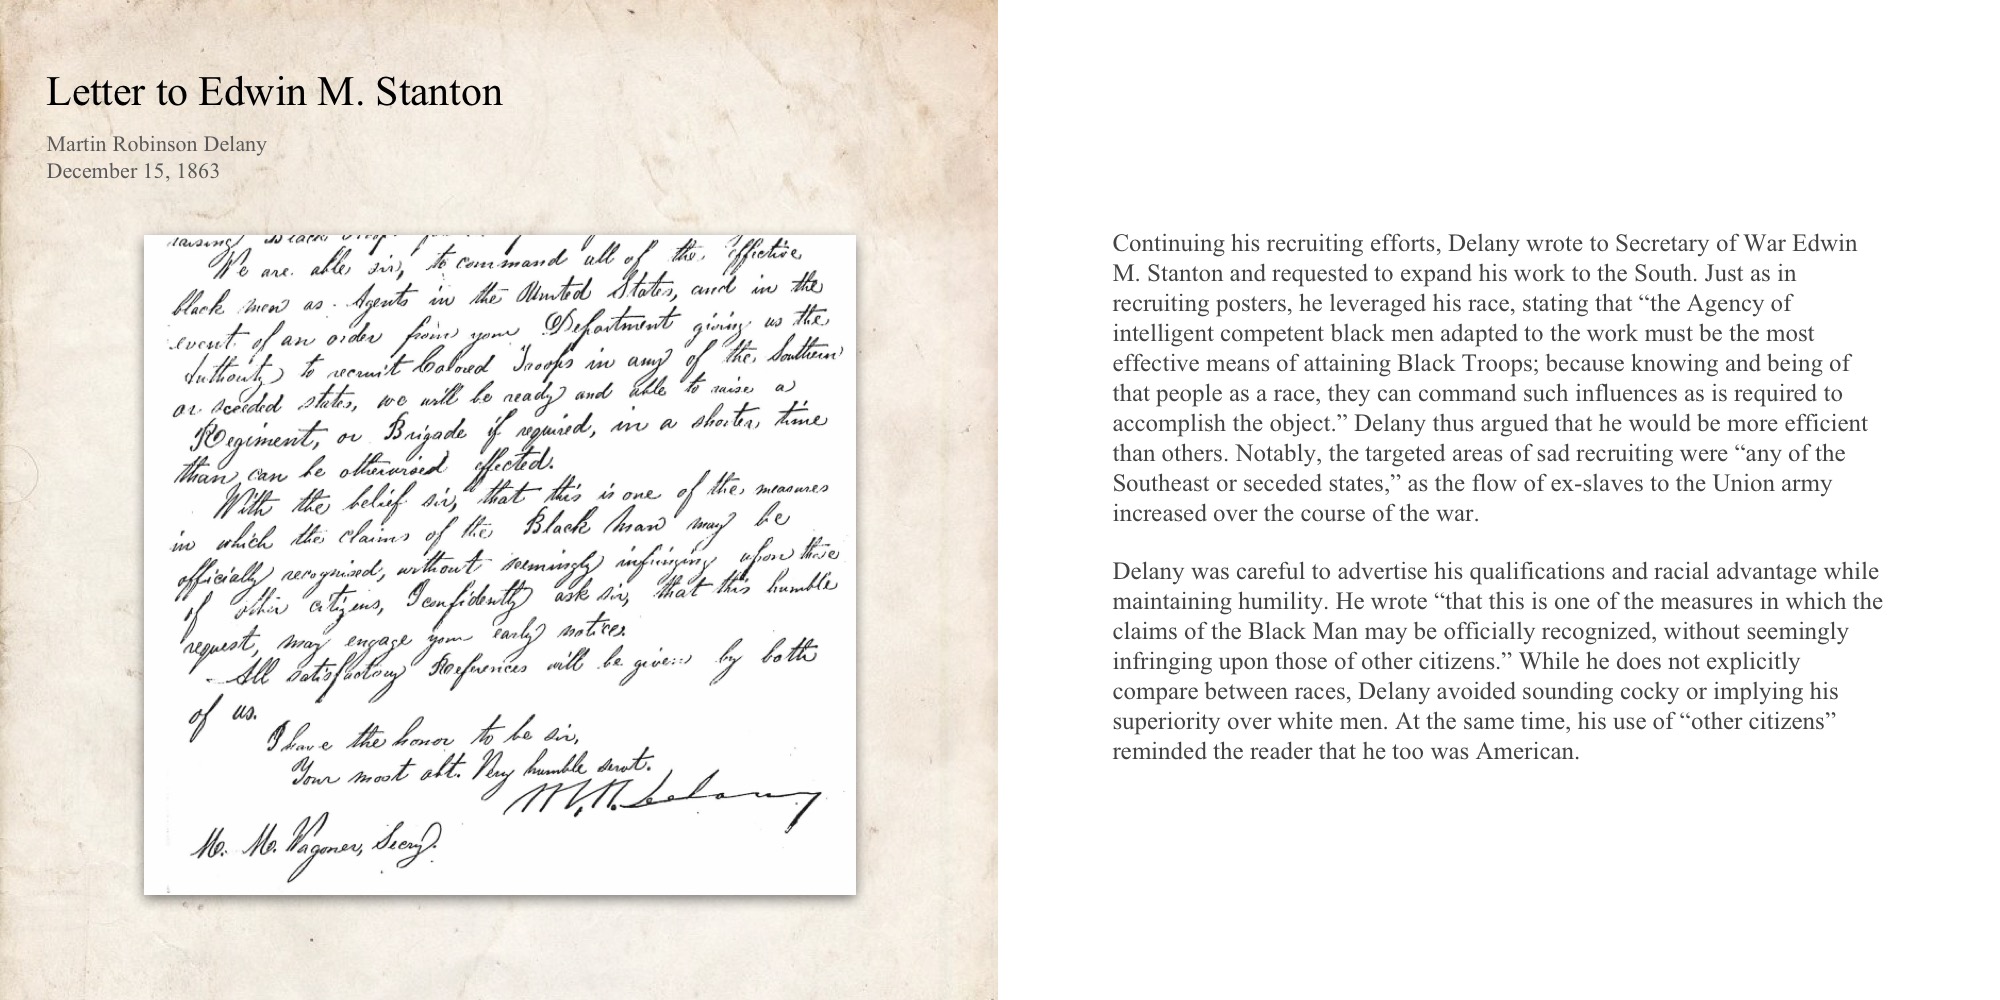 Letter to Edwin M. Stanton
Martin Robinson Delany
December 15, 1863
raising Black Troops
We are able sir, to command all of the effective
black men as Agents in the United States, and in the
event of an order from your Department giving us the
Authority to recruit Colored Troops in any of the Southern
or seceded states, we will be ready and able to raise a
Regiment, or Brigade if required, in a shorter time
than can be otherwised effected.
With the belief sir, that this is one of the measures
in which the claims of the Black Man may be
officially recognised, without seemingly infringing upon those
of other citizens, I confidently ask sir, that this humble
request, may engage your early notice.
All satisfactory References will be given by both
of us.
I have the honor to be sir,
Your most obt. Very humble servt.
M. R. Delany
M. M. Wagoner, Secry.
Continuing his recruiting efforts, Delany wrote to Secretary of War Edwin
M. Stanton and requested to expand his work to the South. Just as in
recruiting posters, he leveraged his race, stating that “the Agency of
intelligent competent black men adapted to the work must be the most
effective means of attaining Black Troops; because knowing and being of
that people as a race, they can command such influences as is required to
accomplish the object.” Delany thus argued that he would be more efficient
than others. Notably, the targeted areas of sad recruiting were “any of the
Southeast or seceded states,” as the flow of ex-slaves to the Union army
increased over the course of the war.
Delany was careful to advertise his qualifications and racial advantage while
maintaining humility. He wrote “that this is one of the measures in which the
claims of the Black Man may be officially recognized, without seemingly
infringing upon those of other citizens.” While he does not explicitly
compare between races, Delany avoided sounding cocky or implying his
superiority over white men. At the same time, his use of “other citizens”
reminded the reader that he too was American.